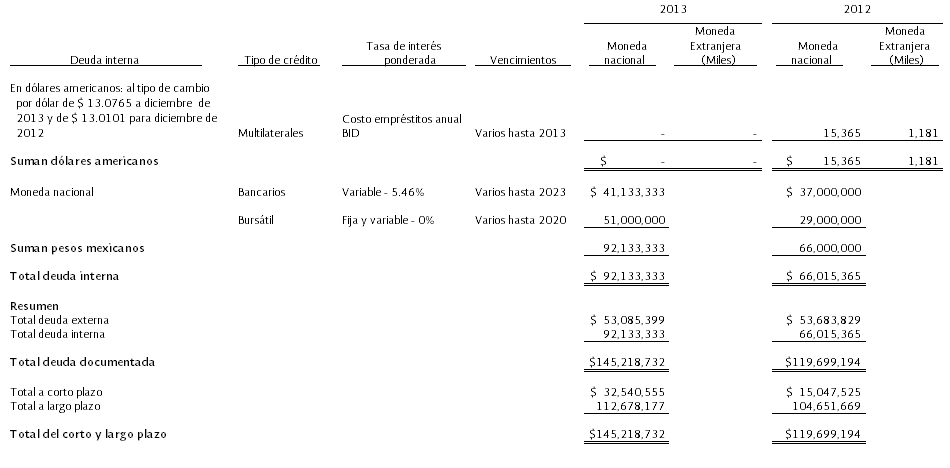 2013 2012
Deuda interna Tipo de crédito Tasa de interés ponderada Vencimientos Moneda nacional Moneda Extranjera (Miles) Moneda nacional Moneda Extranjera (Miles)
En dólares americanos: al tipo de cambio
por dólar de $ 13.0765 a diciembre de
2013 y de $ 13.0101 para diciembre de
2012 Multilaterales Costo empréstitos anual BID Varios hasta 2013 - - 15,365 1,181
Suman dólares americanos $ - - $ 15,365 1,181
Moneda nacional Bancarios Variable - 5.46% Varios hasta 2023 $ 41,133,333 $ 37,000,000
Bursátil Fija y variable - 0% Varios hasta 2020 51,000,000 29,000,000
Suman pesos mexicanos 92,133,333 66,000,000
Total deuda interna $ 92,133,333 $ 66,015,365
Resumen
Total deuda externa $ 53,085,399 $ 53,683,829
Total deuda interna 92,133,333 66,015,365
Total deuda documentada $145,218,732 $119,699,194
Total a corto plazo $ 32,540,555 $ 15,047,525
Total a largo plazo 112,678,177 104,651,669
Total del corto y largo plazo $145,218,732 $119,699,194